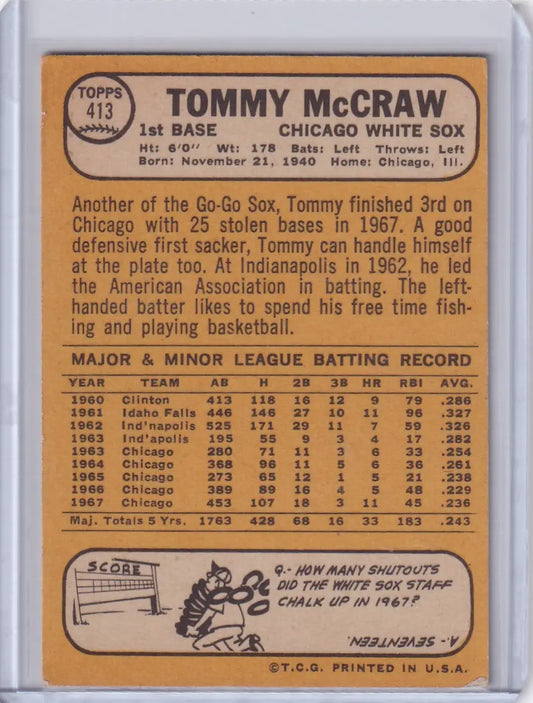 TOPPS
413
TOMMY McCRAW
1st BASE CHICAGO WHITE SOX
Ht: 6'0" Wt: 178 Bats: Left Throws: Left
Born: November 21, 1940 Home: Chicago, Ill.
Another of the Go-Go Sox, Tommy finished 3rd on
Chicago with 25 stolen bases in 1967. A good
defensive first sacker, Tommy can handle himself
at the plate too. At Indianapolis in 1962, he led
the American Association in batting. The left-
handed batter likes to spend his free time fish-
ing and playing basketball.
MAJOR & MINOR LEAGUE BATTING RECORD
YEAR TEAM AB H 2B 3B HR RBI AVG.
1960 Clinton 413 118 16 12 9 79 .286
1961 Idaho Falls 446 146 27 10 11 96 .327
1962 Ind'napolis 525 171 29 11 7 59 .326
1963 Ind'apolis 195 55 9 3 4 17 .282
1963 Chicago 280 71 11 3 6 33 .254
1964 Chicago 368 96 11 5 6 36 .261
1965 Chicago 273 65 12 1 5 21 .238
1966 Chicago 389 89 16 4 5 48 .229
1967 Chicago 453 107 18 3 11 45 .236
Maj. Totals 5 Yrs. 1763 428 68 16 33 183 .243
SCORE
Q.- HOW MANY SHUTOUTS
DID THE WHITE SOX STAFF
CHALK UP IN 1967?
A.- SEVENTEEN.
©T.C.G. PRINTED IN U.S.A.